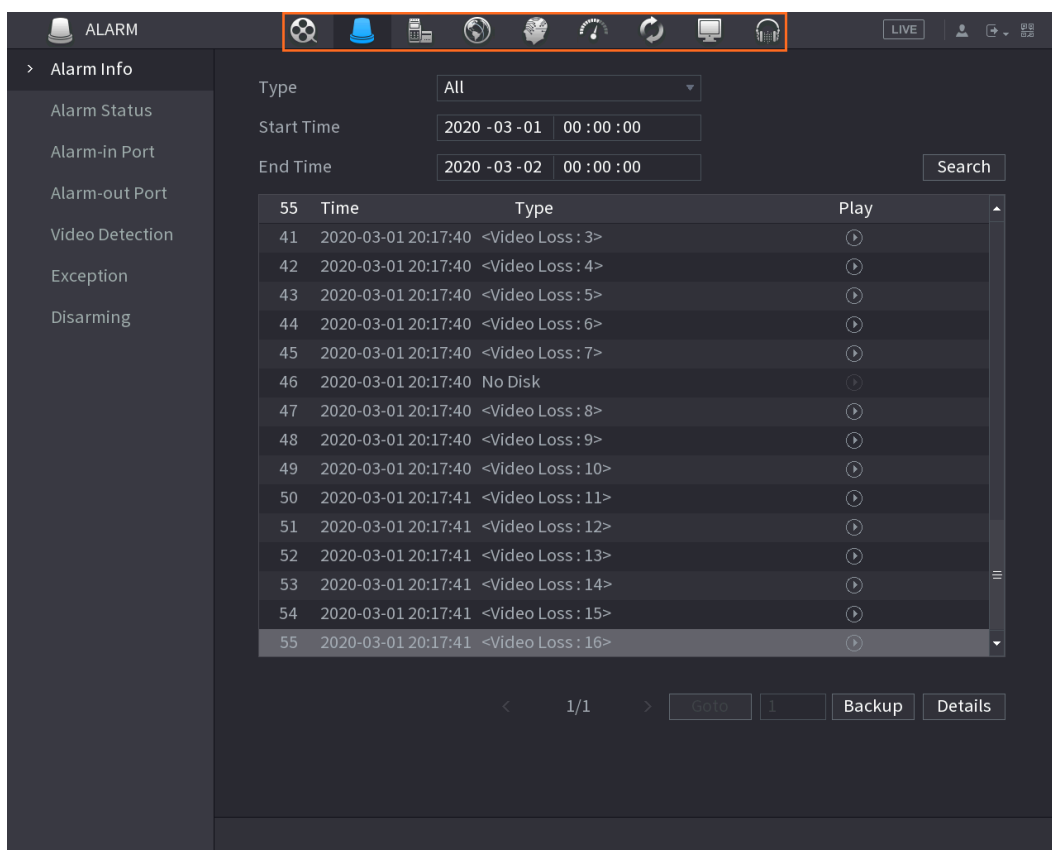 ALARM LIVE
> Alarm Info
Alarm Status
Alarm-in Port
Alarm-out Port
Video Detection
Exception
Disarming
Type All
Start Time 2020 -03 -01 00 : 00 : 00
End Time 2020 -03 -02 00 : 00 : 00 Search
55 Time Type Play
41 2020-03-01 20:17:40 <Video Loss : 3>
42 2020-03-01 20:17:40 <Video Loss : 4>
43 2020-03-01 20:17:40 <Video Loss : 5>
44 2020-03-01 20:17:40 <Video Loss : 6>
45 2020-03-01 20:17:40 <Video Loss : 7>
46 2020-03-01 20:17:40 No Disk
47 2020-03-01 20:17:40 <Video Loss : 8>
48 2020-03-01 20:17:40 <Video Loss : 9>
49 2020-03-01 20:17:40 <Video Loss : 10>
50 2020-03-01 20:17:41 <Video Loss : 11>
51 2020-03-01 20:17:41 <Video Loss : 12>
52 2020-03-01 20:17:41 <Video Loss : 13>
53 2020-03-01 20:17:41 <Video Loss : 14>
54 2020-03-01 20:17:41 <Video Loss : 15>
55 2020-03-01 20:17:41 <Video Loss : 16>
< 1/1 > Goto 1 Backup Details